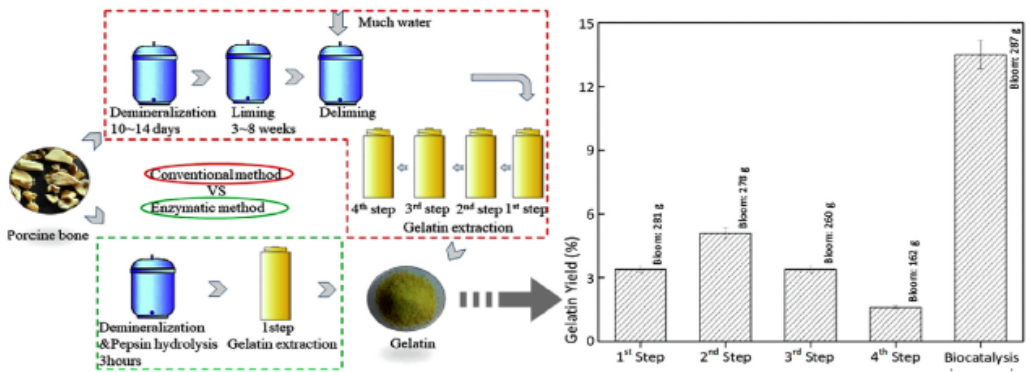 Much water
Demineralization
10~14 days
Liming
3~8 weeks
Deliming
Conventional method
VS
Enzymatic method
Porcine bone
4th step 3rd step 2nd step 1st step
Gelatin extraction
Demineralization
&Pepsin hydrolysis
3hours
1step
Gelatin extraction
Gelatin
Gelatin Yield (%)
15
12
9
6
3
0
Bloom: 281 g
Bloom: 278 g
Bloom: 260 g
Bloom: 162 g
Bloom: 287 g
1st Step 2nd Step 3rd Step 4th Step Biocatalysis